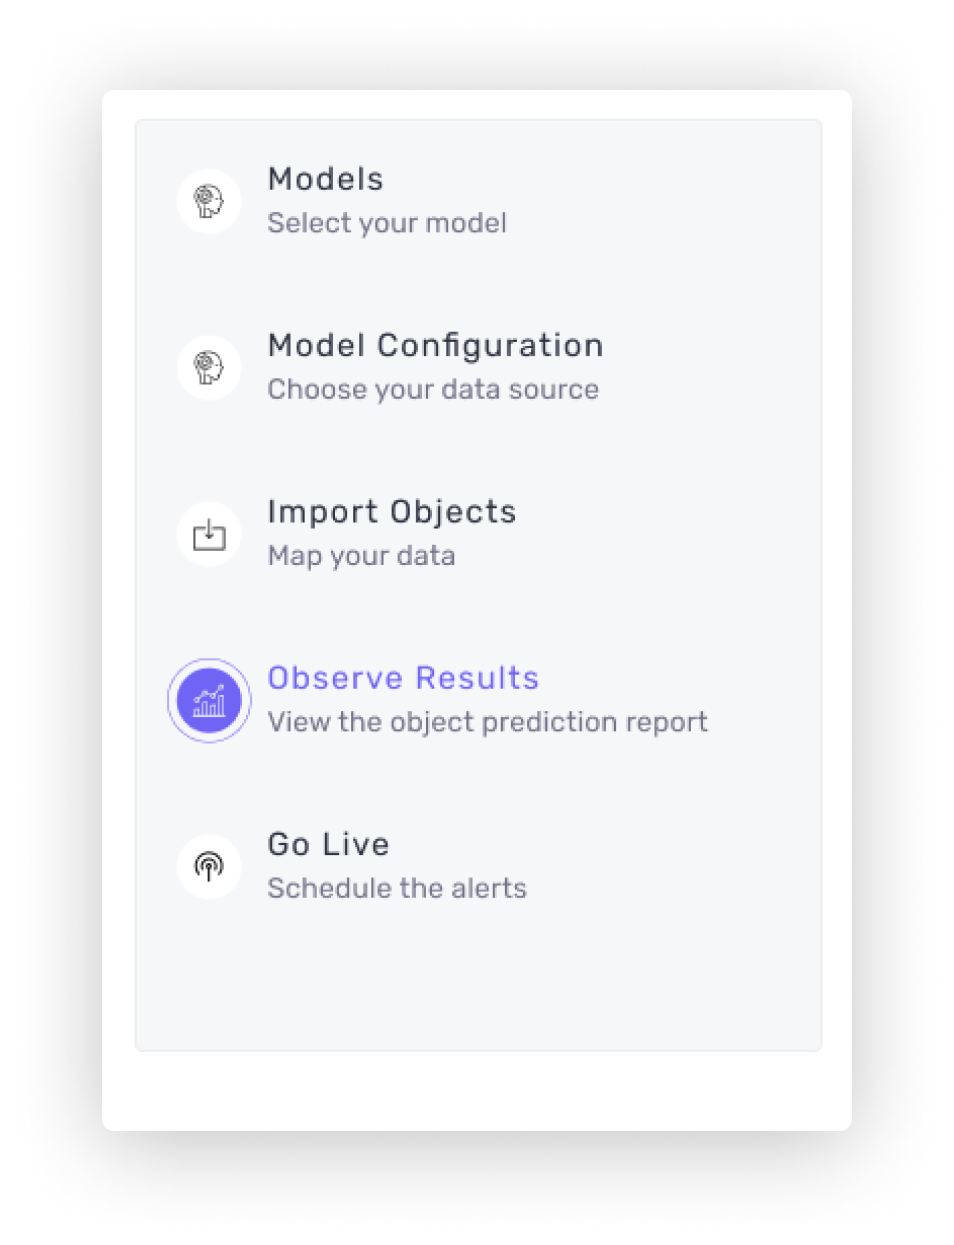 Models
Select your model
Model Configuration
Choose your data source
Import Objects
Map your data
Observe Results
View the object prediction report
Go Live
Schedule the alerts